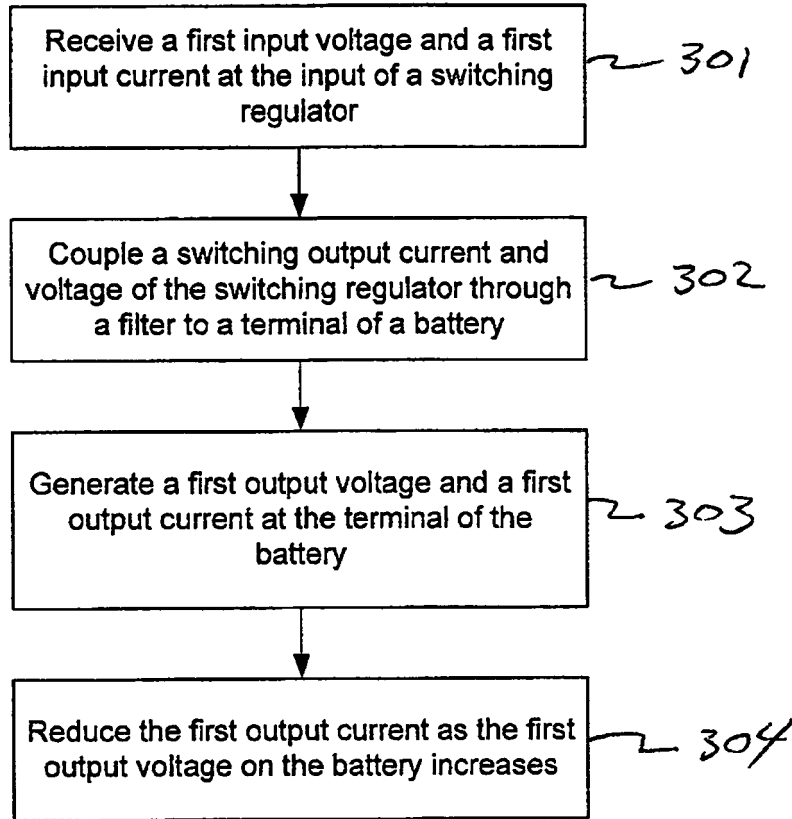 Receive a first input voltage and a first
input current at the input of a switching
regulator
301
Couple a switching output current and
voltage of the switching regulator through
a filter to a terminal of a battery
302
Generate a first output voltage and a first
output current at the terminal of the
battery
303
Reduce the first output current as the first
output voltage on the battery increases
304